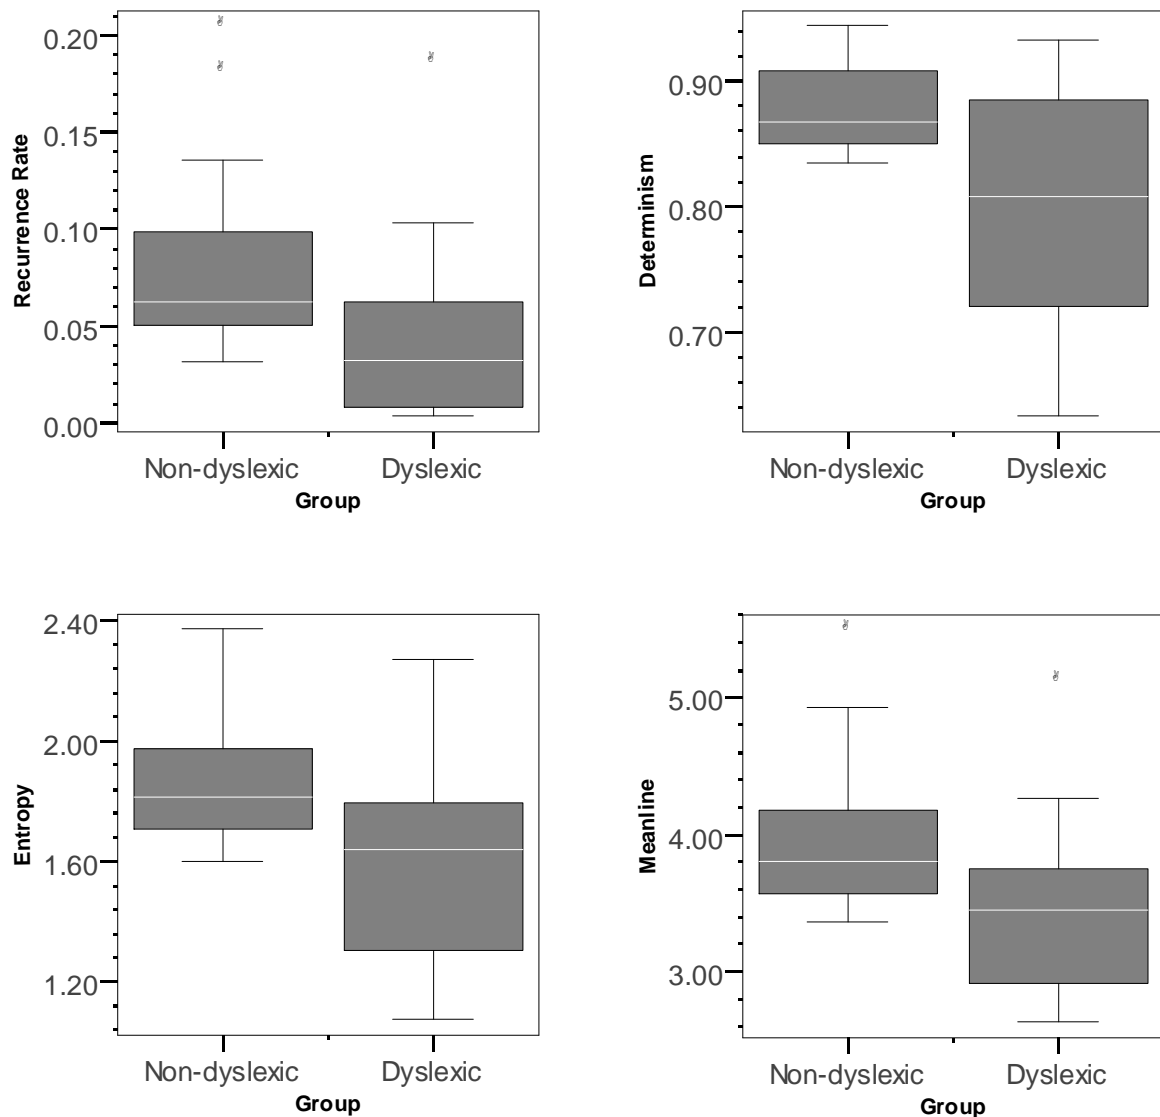 Recurrence Rate
0.20
0.15
0.10
0.05
0.00
Non-dyslexic Dyslexic
Group
Determinism
0.90
0.80
0.70
Non-dyslexic Dyslexic
Group
Entropy
2.40
2.00
1.60
1.20
Non-dyslexic Dyslexic
Group
Meanline
5.00
4.00
3.00
Non-dyslexic Dyslexic
Group